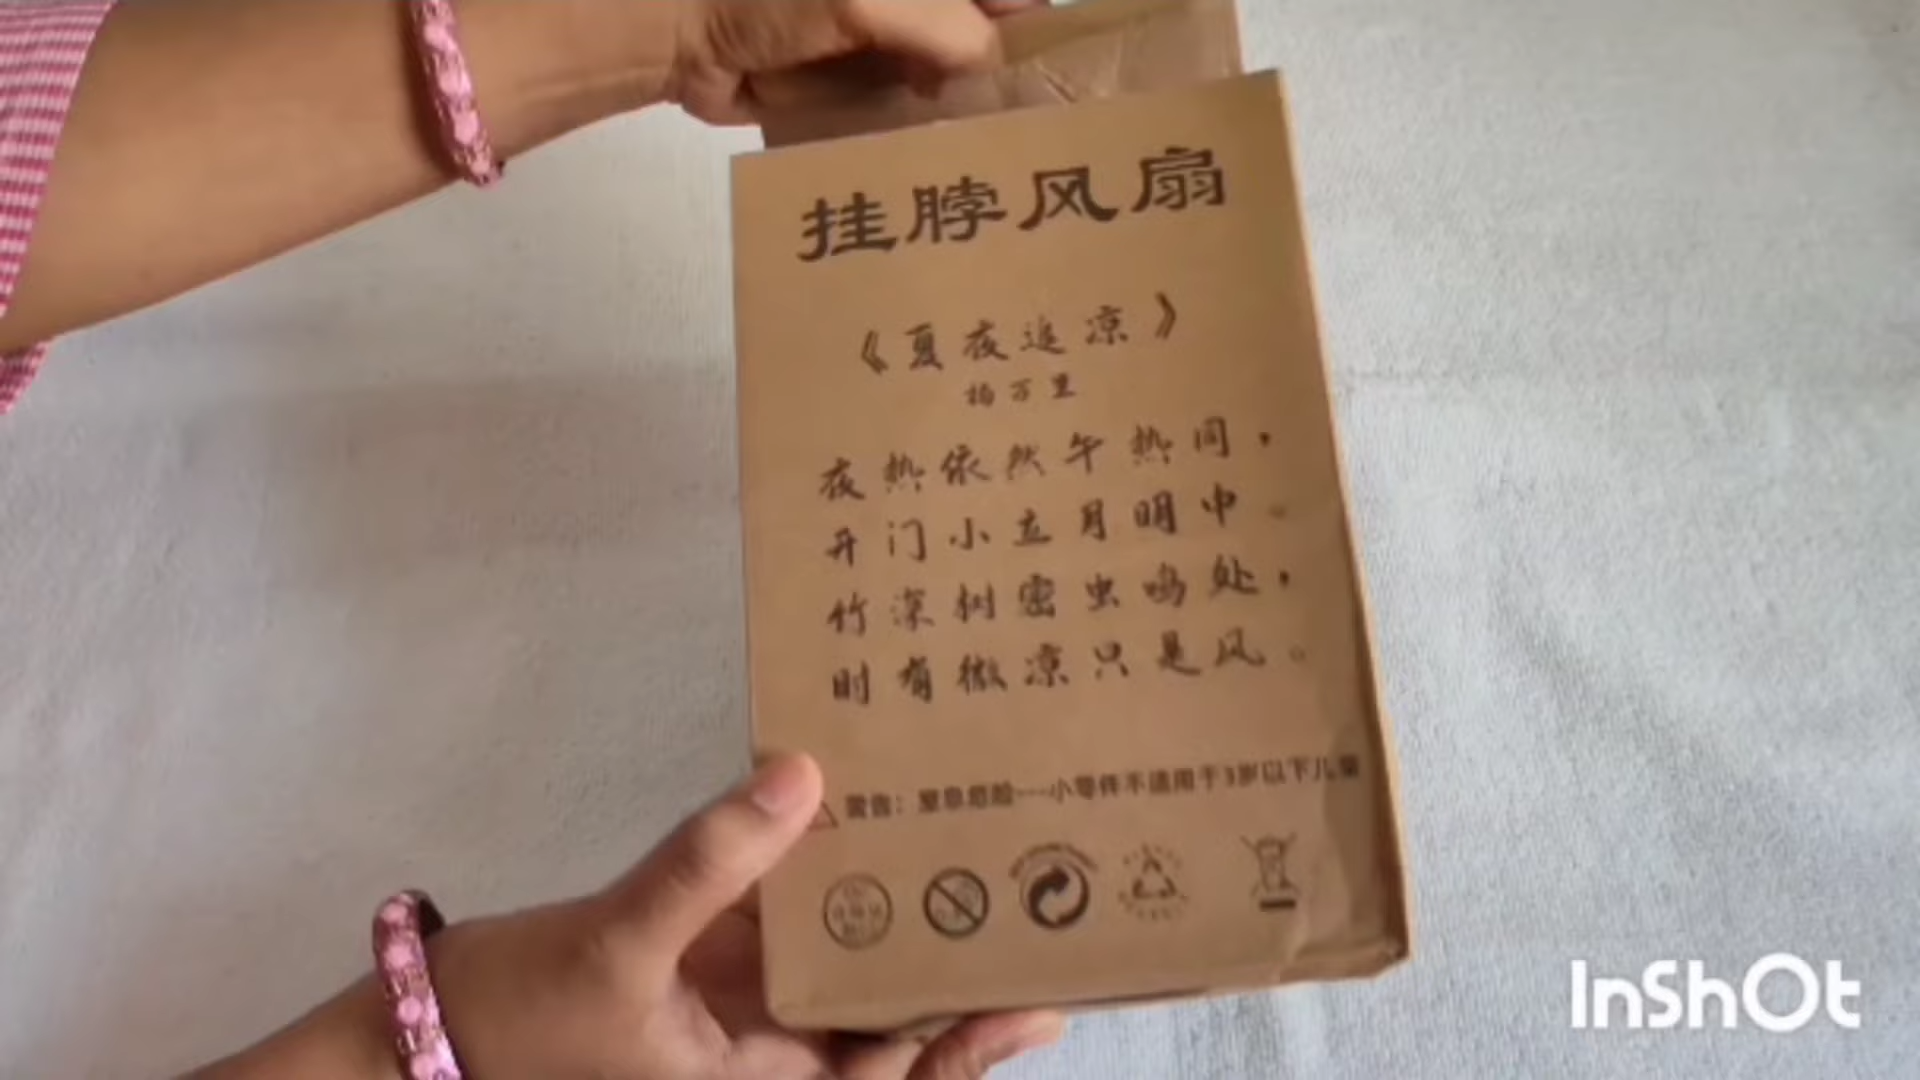 挂脖风扇
《夏夜追凉》
杨万里
夜热依然午热同，
开门小立月明中。
竹深树密虫鸣处，
时有微凉只是风。
警告：窒息危险---小零件不适用于3岁以下儿童
InShOt